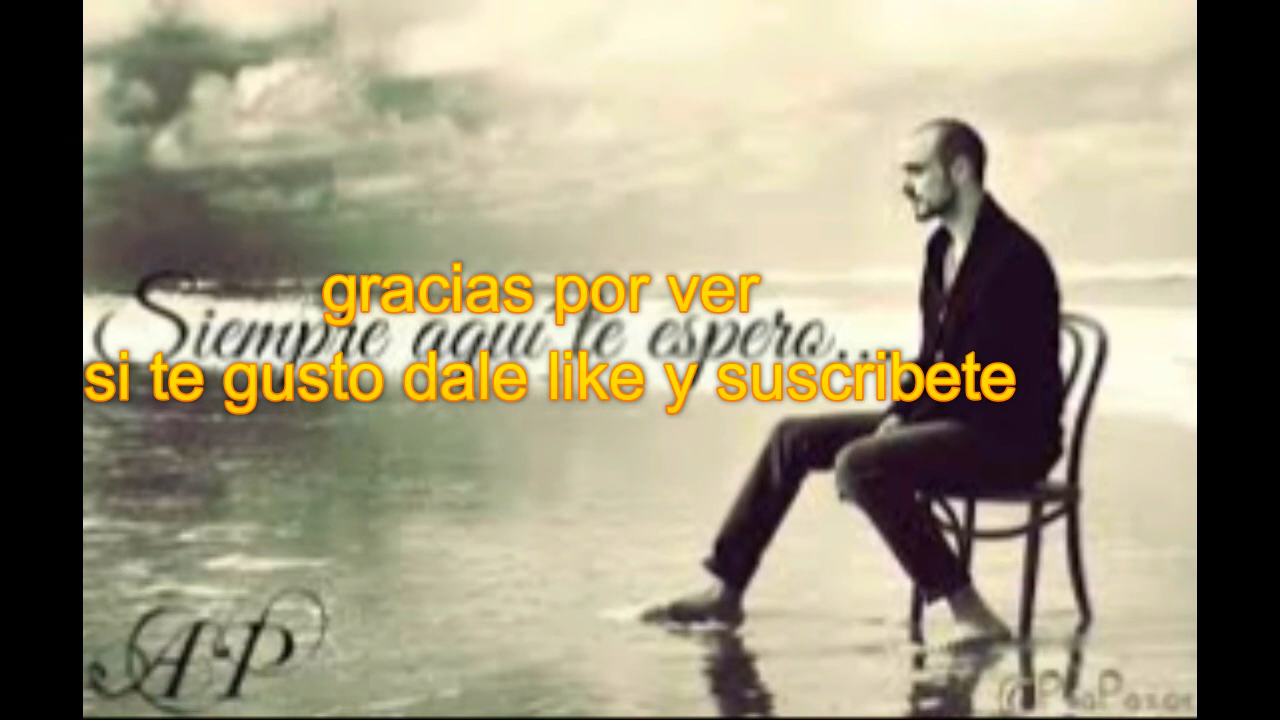 gracias por ver
Siempre aquí te espero...
si te gusto dale like y suscribete
AP